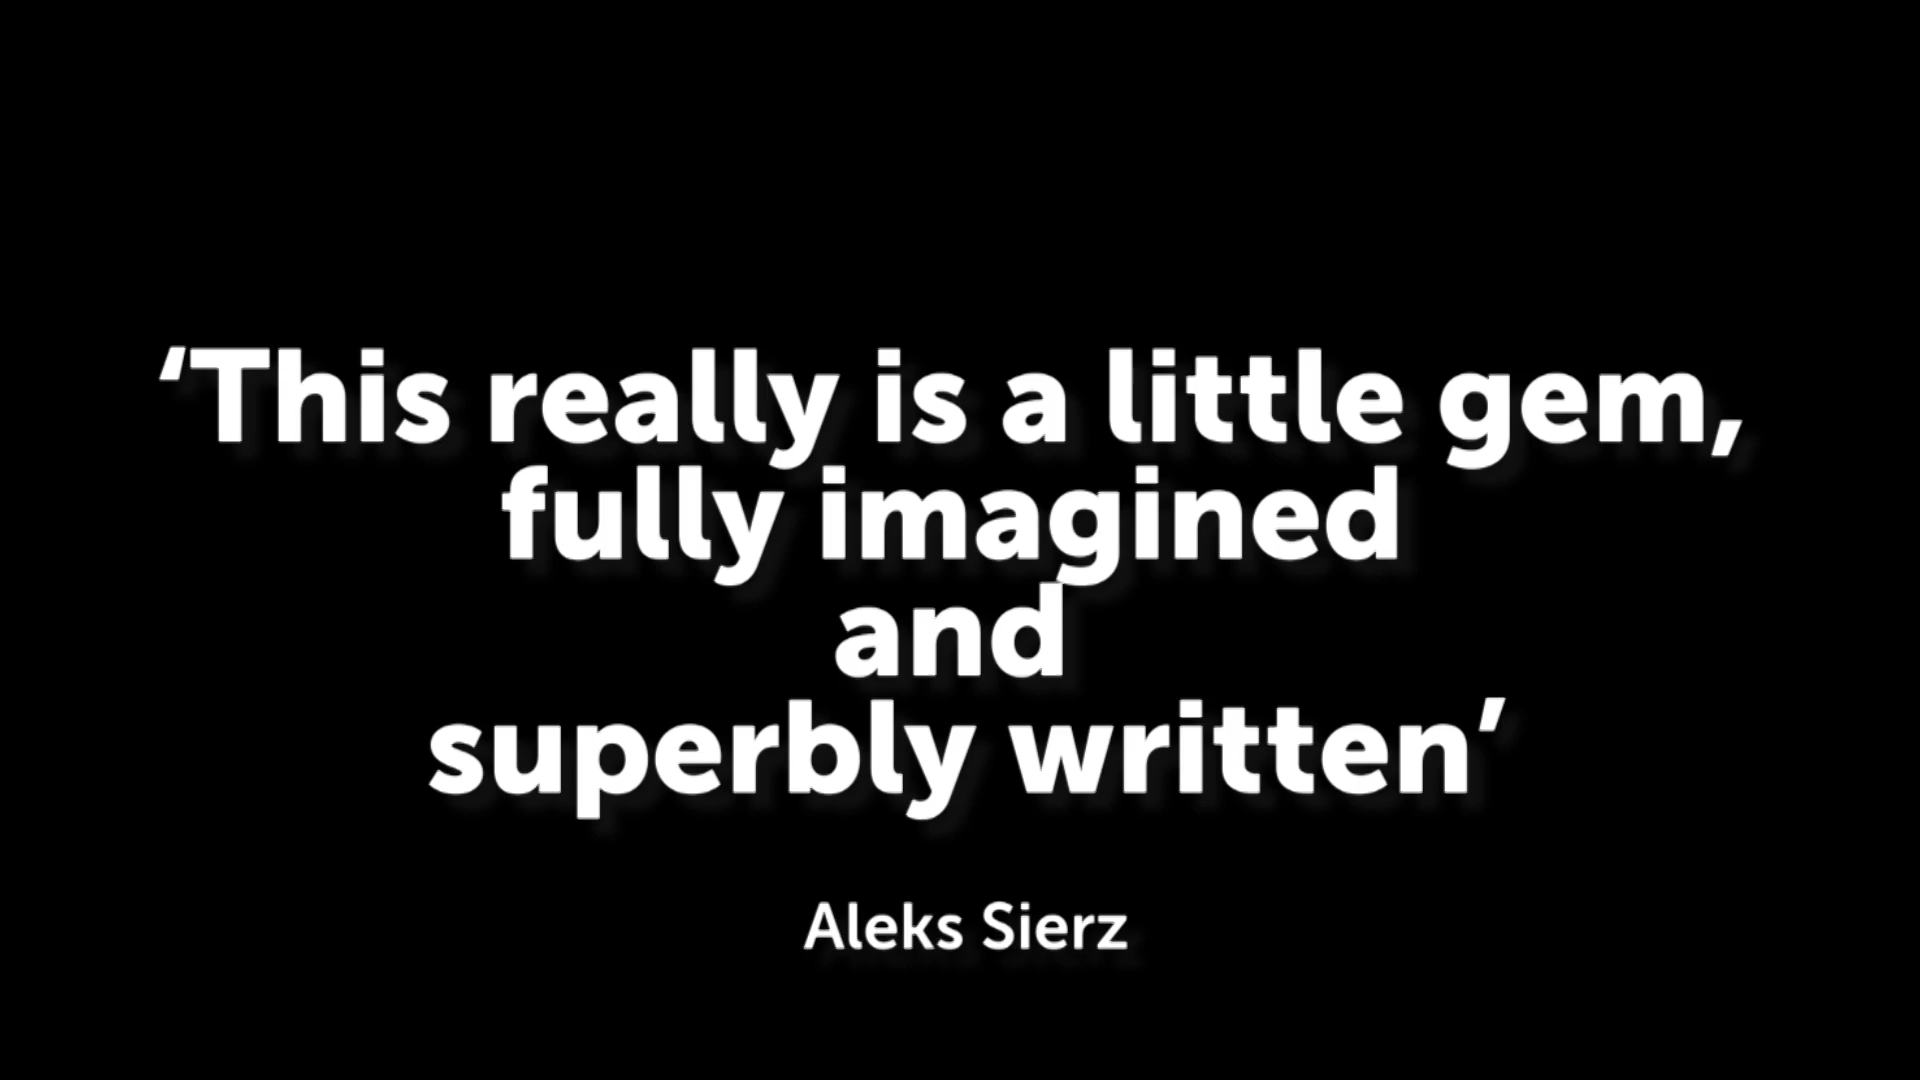 ‘This really is a little gem,
fully imagined
and
superbly written’
Aleks Sierz